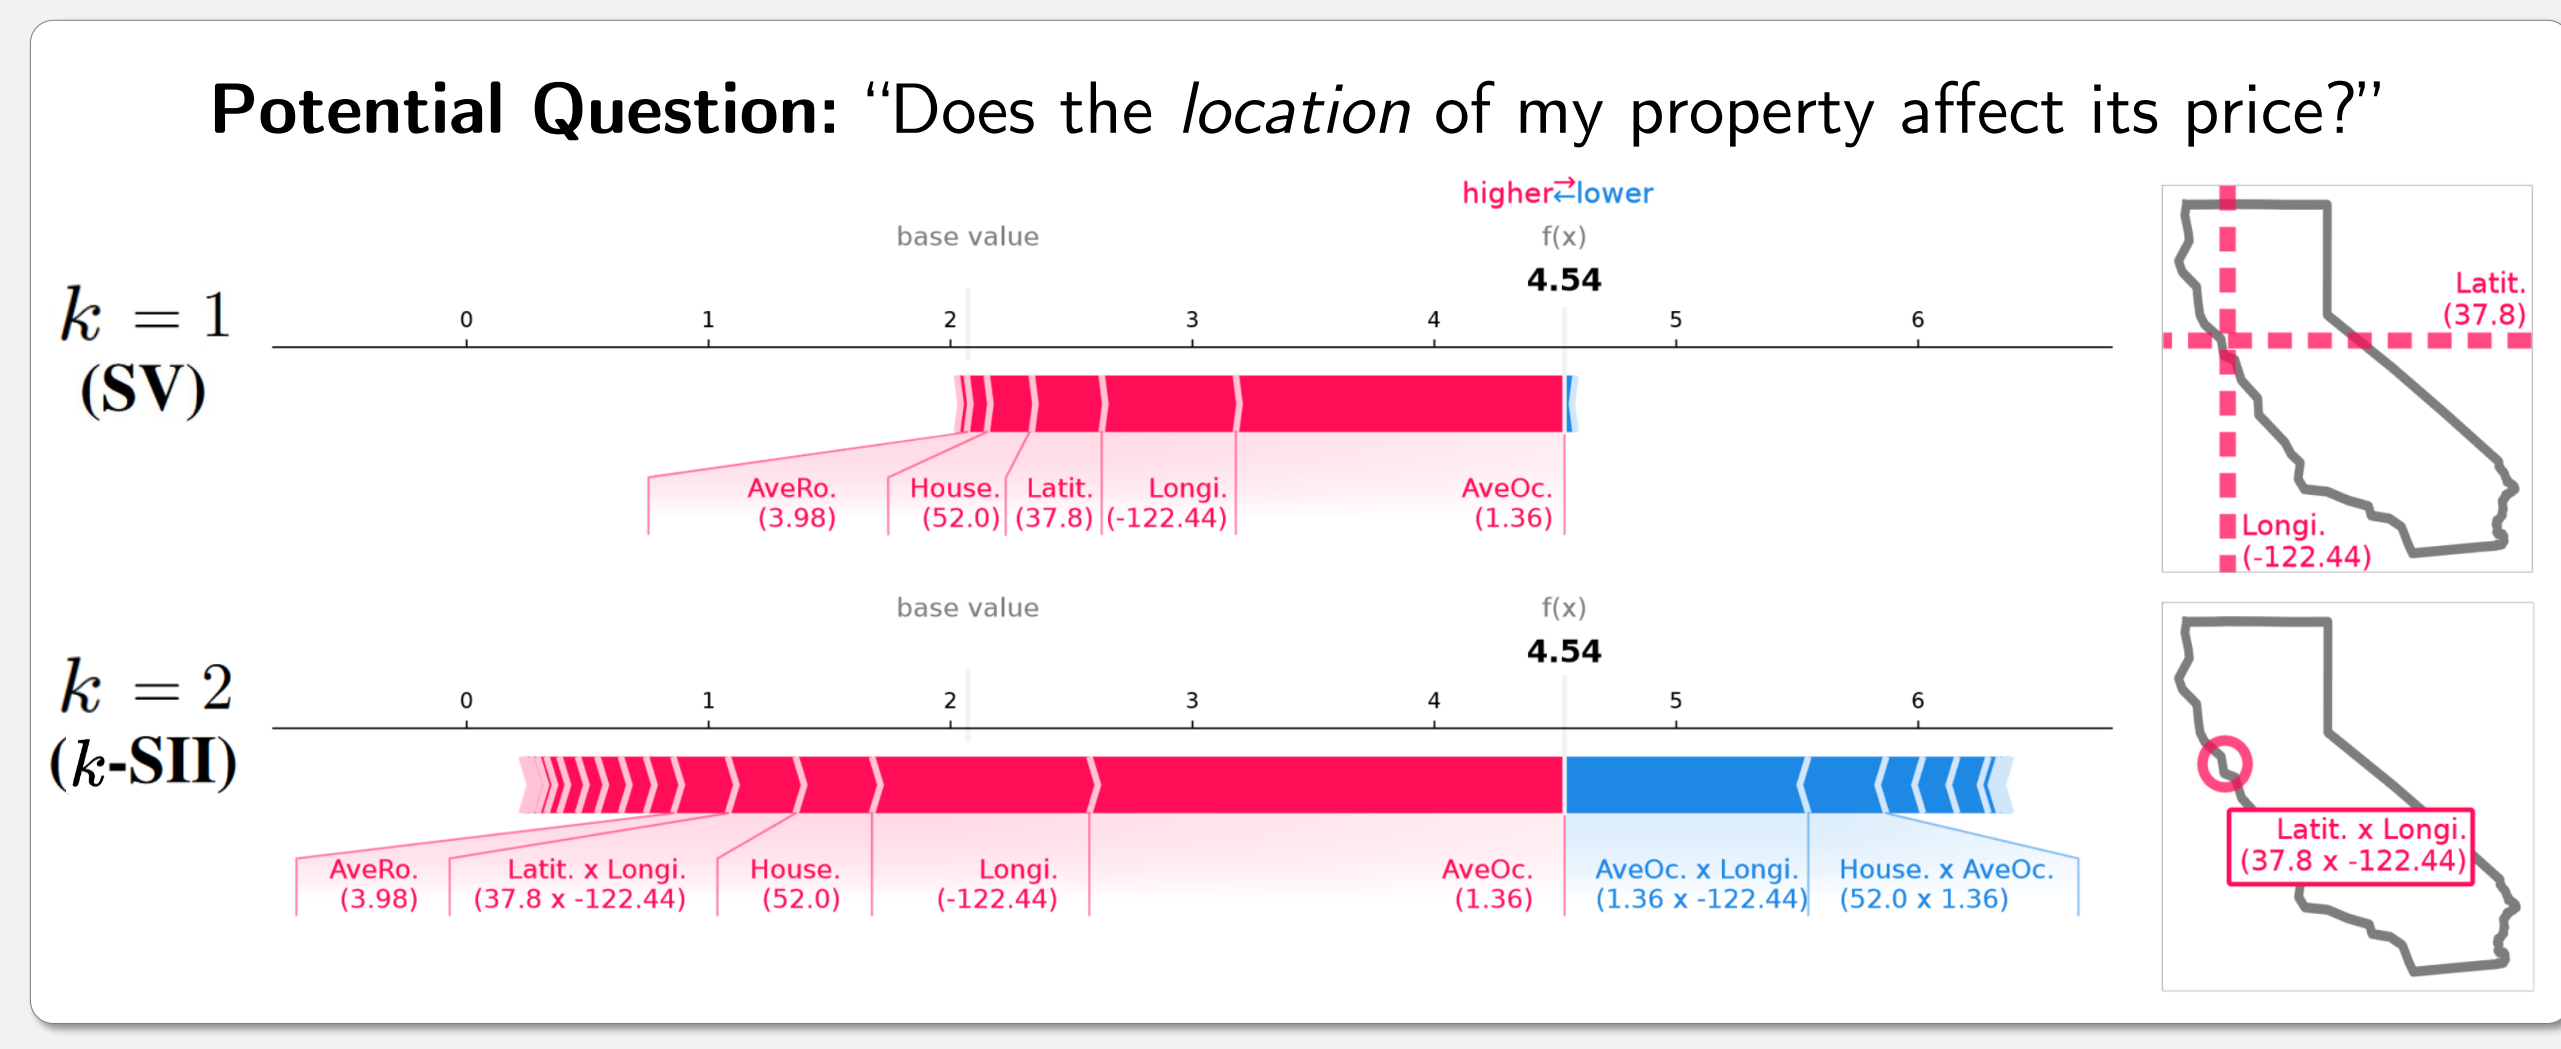 Potential Question: “Does the location of my property affect its price?”
higher⇄lower
base value
f(x)
4.54
k = 1
(SV)
0 1 2 3 4 5 6
AveRo.
(3.98)
House.
(52.0)
Latit.
(37.8)
Longi.
(-122.44)
AveOc.
(1.36)
Latit.
(37.8)
Longi.
(-122.44)
base value
f(x)
4.54
k = 2
(k-SII)
0 1 2 3 4 5 6
AveRo.
(3.98)
Latit. x Longi.
(37.8 x -122.44)
House.
(52.0)
Longi.
(-122.44)
AveOc.
(1.36)
AveOc. x Longi.
(1.36 x -122.44)
House. x AveOc.
(52.0 x 1.36)
Latit. x Longi.
(37.8 x -122.44)